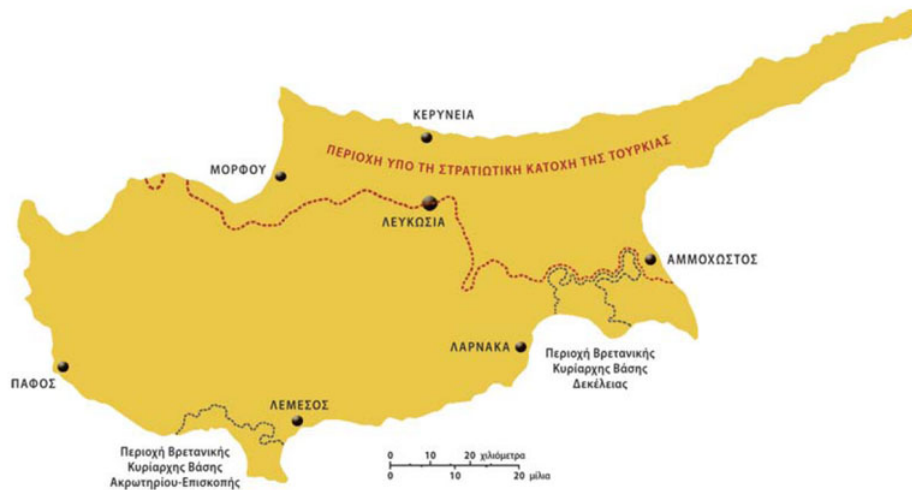 ΚΕΡΥΝΕΙΑ
ΠΕΡΙΟΧΗ ΥΠΟ ΤΗ ΣΤΡΑΤΙΩΤΙΚΗ ΚΑΤΟΧΗ ΤΗΣ ΤΟΥΡΚΙΑΣ
ΜΟΡΦΟΥ
ΛΕΥΚΩΣΙΑ
ΑΜΜΟΧΩΣΤΟΣ
ΛΑΡΝΑΚΑ
Περιοχή Βρετανικής
Κυρίαρχης Βάσης
Δεκέλειας
ΠΑΦΟΣ
ΛΕΜΕΣΟΣ
Περιοχή Βρετανικής
Κυρίαρχης Βάσης
Ακρωτηρίου-Επισκοπής
0 10 20 χιλιόμετρα
0 10 20 μίλια